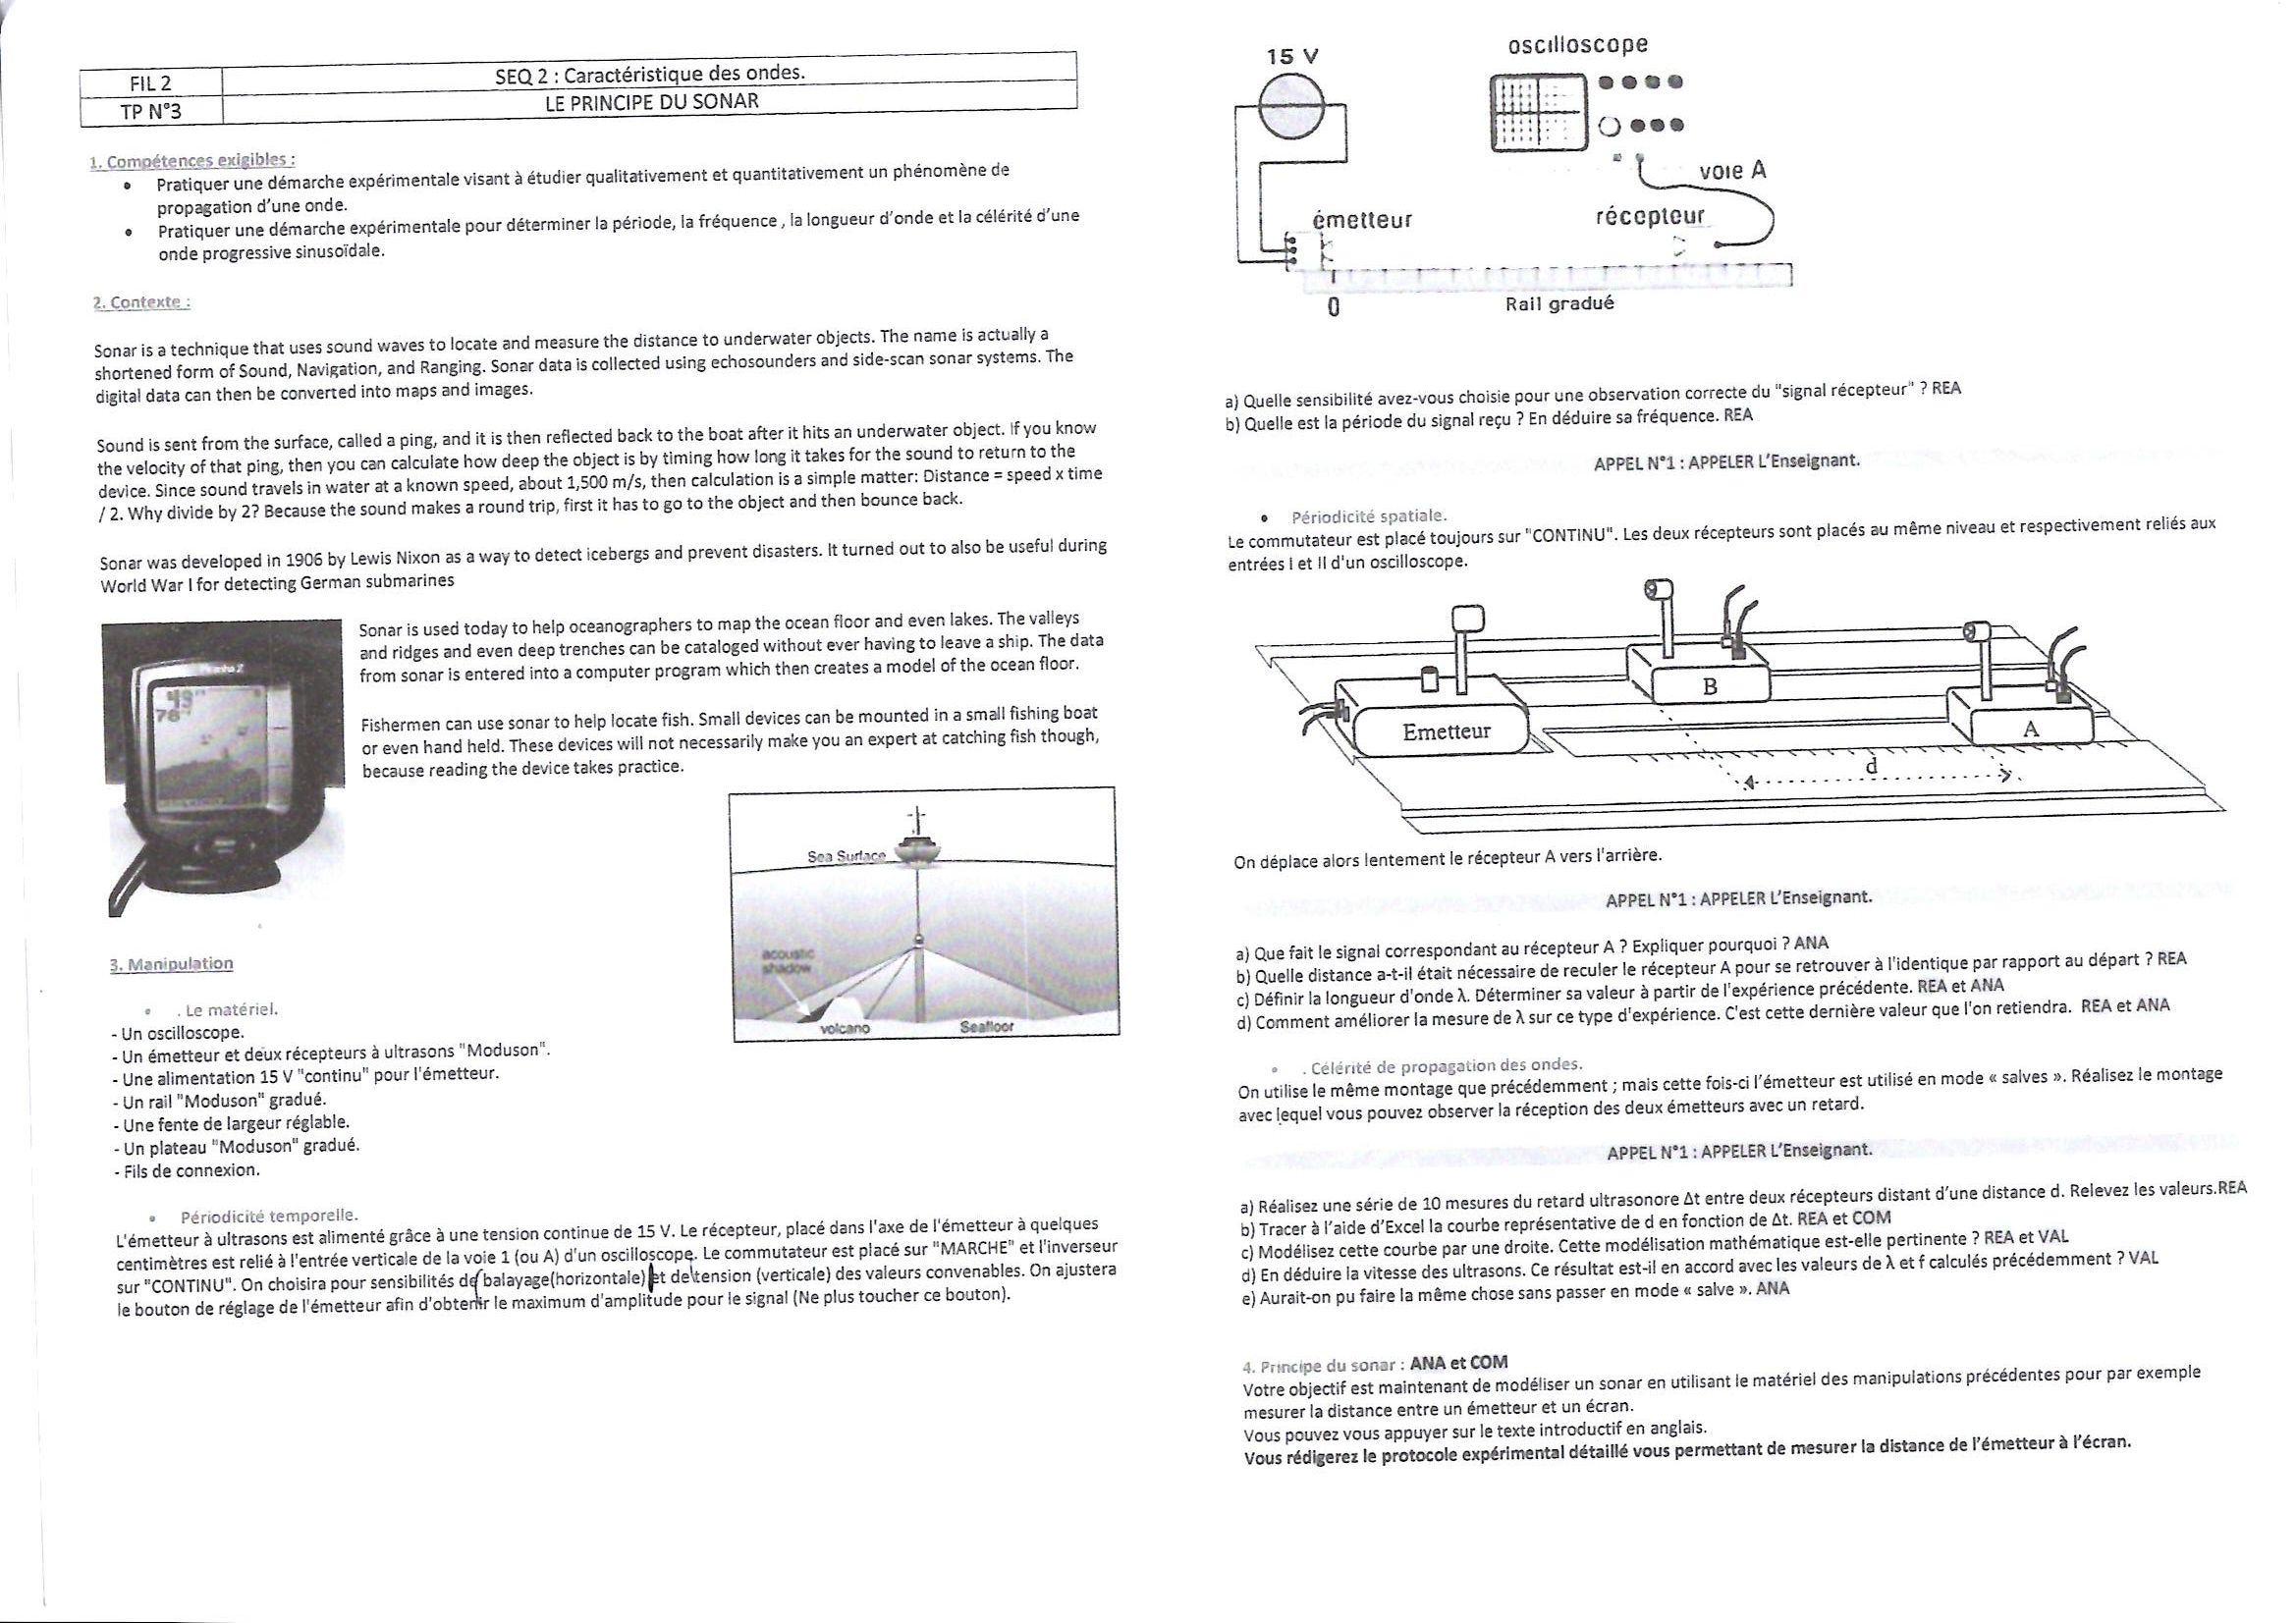 FIL 2
SEQ 2 : Caractéristique des ondes.
TP N°3
LE PRINCIPE DU SONAR
1. Compétences exigibles :
• Pratiquer une démarche expérimentale visant à étudier qualitativement et quantitativement un phénomène de
propagation d'une onde.
• Pratiquer une démarche expérimentale pour déterminer la période, la fréquence , la longueur d'onde et la célérité d'une
onde progressive sinusoïdale.
2. Contexte :
Sonar is a technique that uses sound waves to locate and measure the distance to underwater objects. The name is actually a
shortened form of Sound, Navigation, and Ranging. Sonar data is collected using echosounders and side-scan sonar systems. The
digital data can then be converted into maps and images.
Sound is sent from the surface, called a ping, and it is then reflected back to the boat after it hits an underwater object. If you know
the velocity of that ping, then you can calculate how deep the object is by timing how long it takes for the sound to return to the
device. Since sound travels in water at a known speed, about 1,500 m/s, then calculation is a simple matter: Distance = speed x time
/ 2. Why divide by 2? Because the sound makes a round trip, first it has to go to the object and then bounce back.
Sonar was developed in 1906 by Lewis Nixon as a way to detect icebergs and prevent disasters. It turned out to also be useful during
World War I for detecting German submarines
Sonar is used today to help oceanographers to map the ocean floor and even lakes. The valleys
and ridges and even deep trenches can be cataloged without ever having to leave a ship. The data
from sonar is entered into a computer program which then creates a model of the ocean floor.
Fishermen can use sonar to help locate fish. Small devices can be mounted in a small fishing boat
or even hand held. These devices will not necessarily make you an expert at catching fish though,
because reading the device takes practice.
Sea Surface
acoustic
shadow
volcano
Seafloor
3. Manipulation
• . Le matériel.
- Un oscilloscope.
- Un émetteur et deux récepteurs à ultrasons "Moduson".
- Une alimentation 15 V "continu" pour l'émetteur.
- Un rail "Moduson" gradué.
- Une fente de largeur réglable.
- Un plateau "Moduson" gradué.
- Fils de connexion.
• Périodicité temporelle.
L'émetteur à ultrasons est alimenté grâce à une tension continue de 15 V. Le récepteur, placé dans l'axe de l'émetteur à quelques
centimètres est relié à l'entrée verticale de la voie 1 (ou A) d'un oscilloscope. Le commutateur est placé sur "MARCHE" et l'inverseur
sur "CONTINU". On choisira pour sensibilités de balayage(horizontale) et de tension (verticale) des valeurs convenables. On ajustera
le bouton de réglage de l'émetteur afin d'obtenir le maximum d'amplitude pour le signal (Ne plus toucher ce bouton).
15 V
oscilloscope
voie A
émetteur
récepteur
0
Rail gradué
a) Quelle sensibilité avez-vous choisie pour une observation correcte du "signal récepteur" ? REA
b) Quelle est la période du signal reçu ? En déduire sa fréquence. REA
APPEL N°1 : APPELER L'Enseignant.
• Périodicité spatiale.
Le commutateur est placé toujours sur "CONTINU". Les deux récepteurs sont placés au même niveau et respectivement reliés aux
entrées I et II d'un oscilloscope.
B
Emetteur
A
d
On déplace alors lentement le récepteur A vers l'arrière.
APPEL N°1 : APPELER L'Enseignant.
a) Que fait le signal correspondant au récepteur A ? Expliquer pourquoi ? ANA
b) Quelle distance a-t-il était nécessaire de reculer le récepteur A pour se retrouver à l'identique par rapport au départ ? REA
c) Définir la longueur d'onde λ. Déterminer sa valeur à partir de l'expérience précédente. REA et ANA
d) Comment améliorer la mesure de λ sur ce type d'expérience. C'est cette dernière valeur que l'on retiendra. REA et ANA
• . Célérité de propagation des ondes.
On utilise le même montage que précédemment ; mais cette fois-ci l'émetteur est utilisé en mode « salves ». Réalisez le montage
avec lequel vous pouvez observer la réception des deux émetteurs avec un retard.
APPEL N°1 : APPELER L'Enseignant.
a) Réalisez une série de 10 mesures du retard ultrasonore Δt entre deux récepteurs distant d'une distance d. Relevez les valeurs.REA
b) Tracer à l'aide d'Excel la courbe représentative de d en fonction de Δt. REA et COM
c) Modélisez cette courbe par une droite. Cette modélisation mathématique est-elle pertinente ? REA et VAL
d) En déduire la vitesse des ultrasons. Ce résultat est-il en accord avec les valeurs de λ et f calculés précédemment ? VAL
e) Aurait-on pu faire la même chose sans passer en mode « salve ». ANA
4. Principe du sonar : ANA et COM
Votre objectif est maintenant de modéliser un sonar en utilisant le matériel des manipulations précédentes pour par exemple
mesurer la distance entre un émetteur et un écran.
Vous pouvez vous appuyer sur le texte introductif en anglais.
Vous rédigerez le protocole expérimental détaillé vous permettant de mesurer la distance de l'émetteur à l'écran.